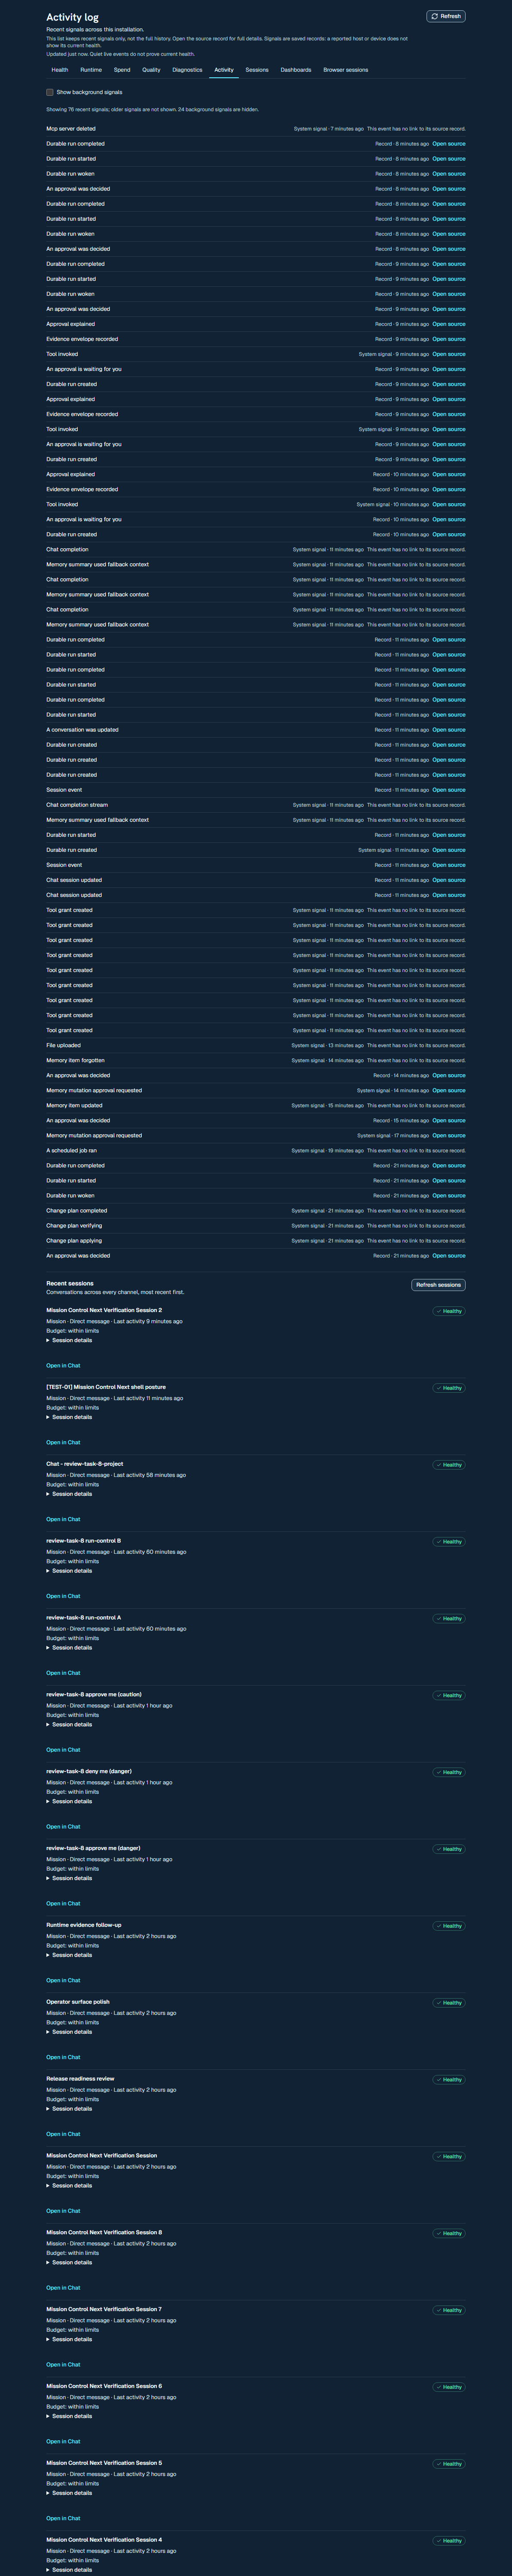 Activity log
Refresh
Recent signals across this installation.
This list keeps recent signals only, not the full history. Open the source record for full details. Signals are saved records: a reported host or device does not
show its current health.
Updated just now. Quiet live events do not prove current health.
Health Runtime Spend Quality Diagnostics Activity Sessions Dashboards Browser sessions
Show background signals
Showing 76 recent signals; older signals are not shown. 24 background signals are hidden.
Mcp server deleted System signal · 7 minutes ago This event has no link to its source record.
Durable run completed Record · 8 minutes ago Open source
Durable run started Record · 8 minutes ago Open source
Durable run woken Record · 8 minutes ago Open source
An approval was decided Record · 8 minutes ago Open source
Durable run completed Record · 8 minutes ago Open source
Durable run started Record · 8 minutes ago Open source
Durable run woken Record · 8 minutes ago Open source
An approval was decided Record · 8 minutes ago Open source
Durable run completed Record · 9 minutes ago Open source
Durable run started Record · 9 minutes ago Open source
Durable run woken Record · 9 minutes ago Open source
An approval was decided Record · 9 minutes ago Open source
Approval explained Record · 9 minutes ago Open source
Evidence envelope recorded Record · 9 minutes ago Open source
Tool invoked System signal · 9 minutes ago Open source
An approval is waiting for you Record · 9 minutes ago Open source
Durable run created Record · 9 minutes ago Open source
Approval explained Record · 9 minutes ago Open source
Evidence envelope recorded Record · 9 minutes ago Open source
Tool invoked System signal · 9 minutes ago Open source
An approval is waiting for you Record · 9 minutes ago Open source
Durable run created Record · 9 minutes ago Open source
Approval explained Record · 10 minutes ago Open source
Evidence envelope recorded Record · 10 minutes ago Open source
Tool invoked System signal · 10 minutes ago Open source
An approval is waiting for you Record · 10 minutes ago Open source
Durable run created Record · 10 minutes ago Open source
Chat completion System signal · 11 minutes ago This event has no link to its source record.
Memory summary used fallback context System signal · 11 minutes ago This event has no link to its source record.
Chat completion System signal · 11 minutes ago This event has no link to its source record.
Memory summary used fallback context System signal · 11 minutes ago This event has no link to its source record.
Chat completion System signal · 11 minutes ago This event has no link to its source record.
Memory summary used fallback context System signal · 11 minutes ago This event has no link to its source record.
Durable run completed Record · 11 minutes ago Open source
Durable run started Record · 11 minutes ago Open source
Durable run completed Record · 11 minutes ago Open source
Durable run started Record · 11 minutes ago Open source
Durable run completed Record · 11 minutes ago Open source
Durable run started Record · 11 minutes ago Open source
A conversation was updated Record · 11 minutes ago Open source
Durable run created Record · 11 minutes ago Open source
Durable run created Record · 11 minutes ago Open source
Durable run created Record · 11 minutes ago Open source
Session event Record · 11 minutes ago Open source
Chat completion stream System signal · 11 minutes ago This event has no link to its source record.
Memory summary used fallback context System signal · 11 minutes ago This event has no link to its source record.
Durable run started Record · 11 minutes ago Open source
Durable run created System signal · 11 minutes ago Open source
Session event Record · 11 minutes ago Open source
Chat session updated Record · 11 minutes ago Open source
Chat session updated Record · 11 minutes ago Open source
Tool grant created System signal · 11 minutes ago This event has no link to its source record.
Tool grant created System signal · 11 minutes ago This event has no link to its source record.
Tool grant created System signal · 11 minutes ago This event has no link to its source record.
Tool grant created System signal · 11 minutes ago This event has no link to its source record.
Tool grant created System signal · 11 minutes ago This event has no link to its source record.
Tool grant created System signal · 11 minutes ago This event has no link to its source record.
Tool grant created System signal · 11 minutes ago This event has no link to its source record.
Tool grant created System signal · 11 minutes ago This event has no link to its source record.
Tool grant created System signal · 11 minutes ago This event has no link to its source record.
File uploaded System signal · 13 minutes ago This event has no link to its source record.
Memory item forgotten System signal · 14 minutes ago This event has no link to its source record.
An approval was decided Record · 14 minutes ago Open source
Memory mutation approval requested System signal · 14 minutes ago Open source
Memory item updated System signal · 15 minutes ago This event has no link to its source record.
An approval was decided Record · 15 minutes ago Open source
Memory mutation approval requested System signal · 17 minutes ago Open source
A scheduled job ran System signal · 19 minutes ago This event has no link to its source record.
Durable run completed Record · 21 minutes ago Open source
Durable run started Record · 21 minutes ago Open source
Durable run woken Record · 21 minutes ago Open source
Change plan completed System signal · 21 minutes ago This event has no link to its source record.
Change plan verifying System signal · 21 minutes ago This event has no link to its source record.
Change plan applying System signal · 21 minutes ago This event has no link to its source record.
An approval was decided Record · 21 minutes ago Open source
Recent sessions
Refresh sessions
Conversations across every channel, most recent first.
Mission Control Next Verification Session 2 Healthy
Mission · Direct message · Last activity 9 minutes ago
Budget: within limits
Session details
Open in Chat
[TEST-01] Mission Control Next shell posture Healthy
Mission · Direct message · Last activity 11 minutes ago
Budget: within limits
Session details
Open in Chat
Chat - review-task-8-project Healthy
Mission · Direct message · Last activity 58 minutes ago
Budget: within limits
Session details
Open in Chat
review-task-8 run-control B Healthy
Mission · Direct message · Last activity 60 minutes ago
Budget: within limits
Session details
Open in Chat
review-task-8 run-control A Healthy
Mission · Direct message · Last activity 60 minutes ago
Budget: within limits
Session details
Open in Chat
review-task-8 approve me (caution) Healthy
Mission · Direct message · Last activity 1 hour ago
Budget: within limits
Session details
Open in Chat
review-task-8 deny me (danger) Healthy
Mission · Direct message · Last activity 1 hour ago
Budget: within limits
Session details
Open in Chat
review-task-8 approve me (danger) Healthy
Mission · Direct message · Last activity 1 hour ago
Budget: within limits
Session details
Open in Chat
Runtime evidence follow-up Healthy
Mission · Direct message · Last activity 2 hours ago
Budget: within limits
Session details
Open in Chat
Operator surface polish Healthy
Mission · Direct message · Last activity 2 hours ago
Budget: within limits
Session details
Open in Chat
Release readiness review Healthy
Mission · Direct message · Last activity 2 hours ago
Budget: within limits
Session details
Open in Chat
Mission Control Next Verification Session Healthy
Mission · Direct message · Last activity 2 hours ago
Budget: within limits
Session details
Open in Chat
Mission Control Next Verification Session 8 Healthy
Mission · Direct message · Last activity 2 hours ago
Budget: within limits
Session details
Open in Chat
Mission Control Next Verification Session 7 Healthy
Mission · Direct message · Last activity 2 hours ago
Budget: within limits
Session details
Open in Chat
Mission Control Next Verification Session 6 Healthy
Mission · Direct message · Last activity 2 hours ago
Budget: within limits
Session details
Open in Chat
Mission Control Next Verification Session 5 Healthy
Mission · Direct message · Last activity 2 hours ago
Budget: within limits
Session details
Open in Chat
Mission Control Next Verification Session 4 Healthy
Mission · Direct message · Last activity 2 hours ago
Budget: within limits
Session details